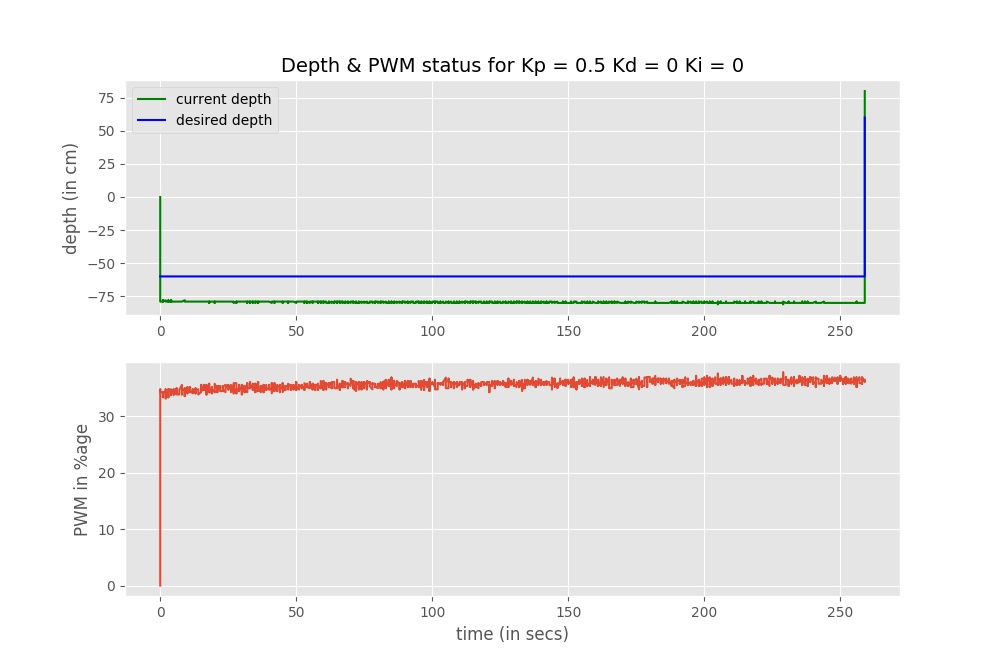 Depth & PWM status for Kp = 0.5 Kd = 0 Ki = 0
current depth
desired depth
depth (in cm)
75
50
25
0
−25
−50
−75
0 50 100 150 200 250
PWM in %age
30
20
10
0
0 50 100 150 200 250
time (in secs)